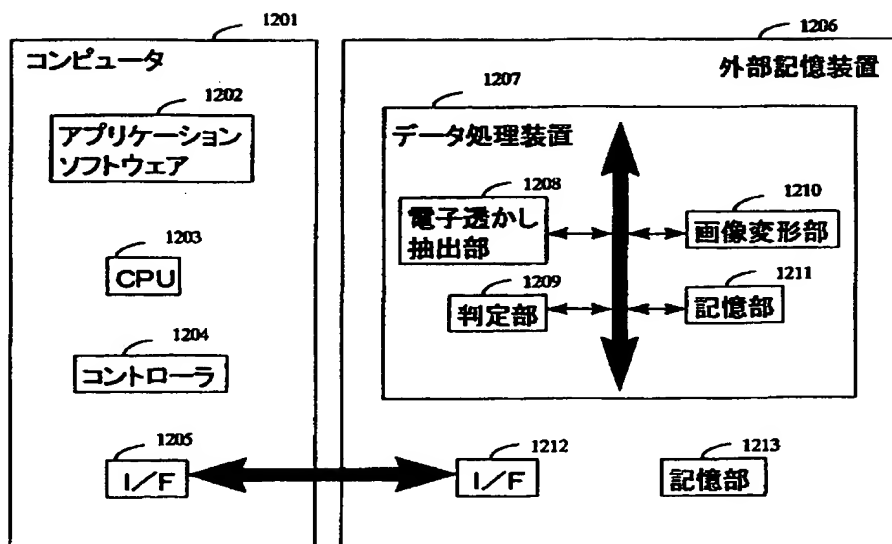 1201
コンピュータ
1202
アプリケーション
ソフトウェア
1203
CPU
1204
コントローラ
1205
I/F
1206
外部記憶装置
1207
データ処理装置
1208
電子透かし
抽出部
1209
判定部
1210
画像変形部
1211
記憶部
1212
I/F
1213
記憶部